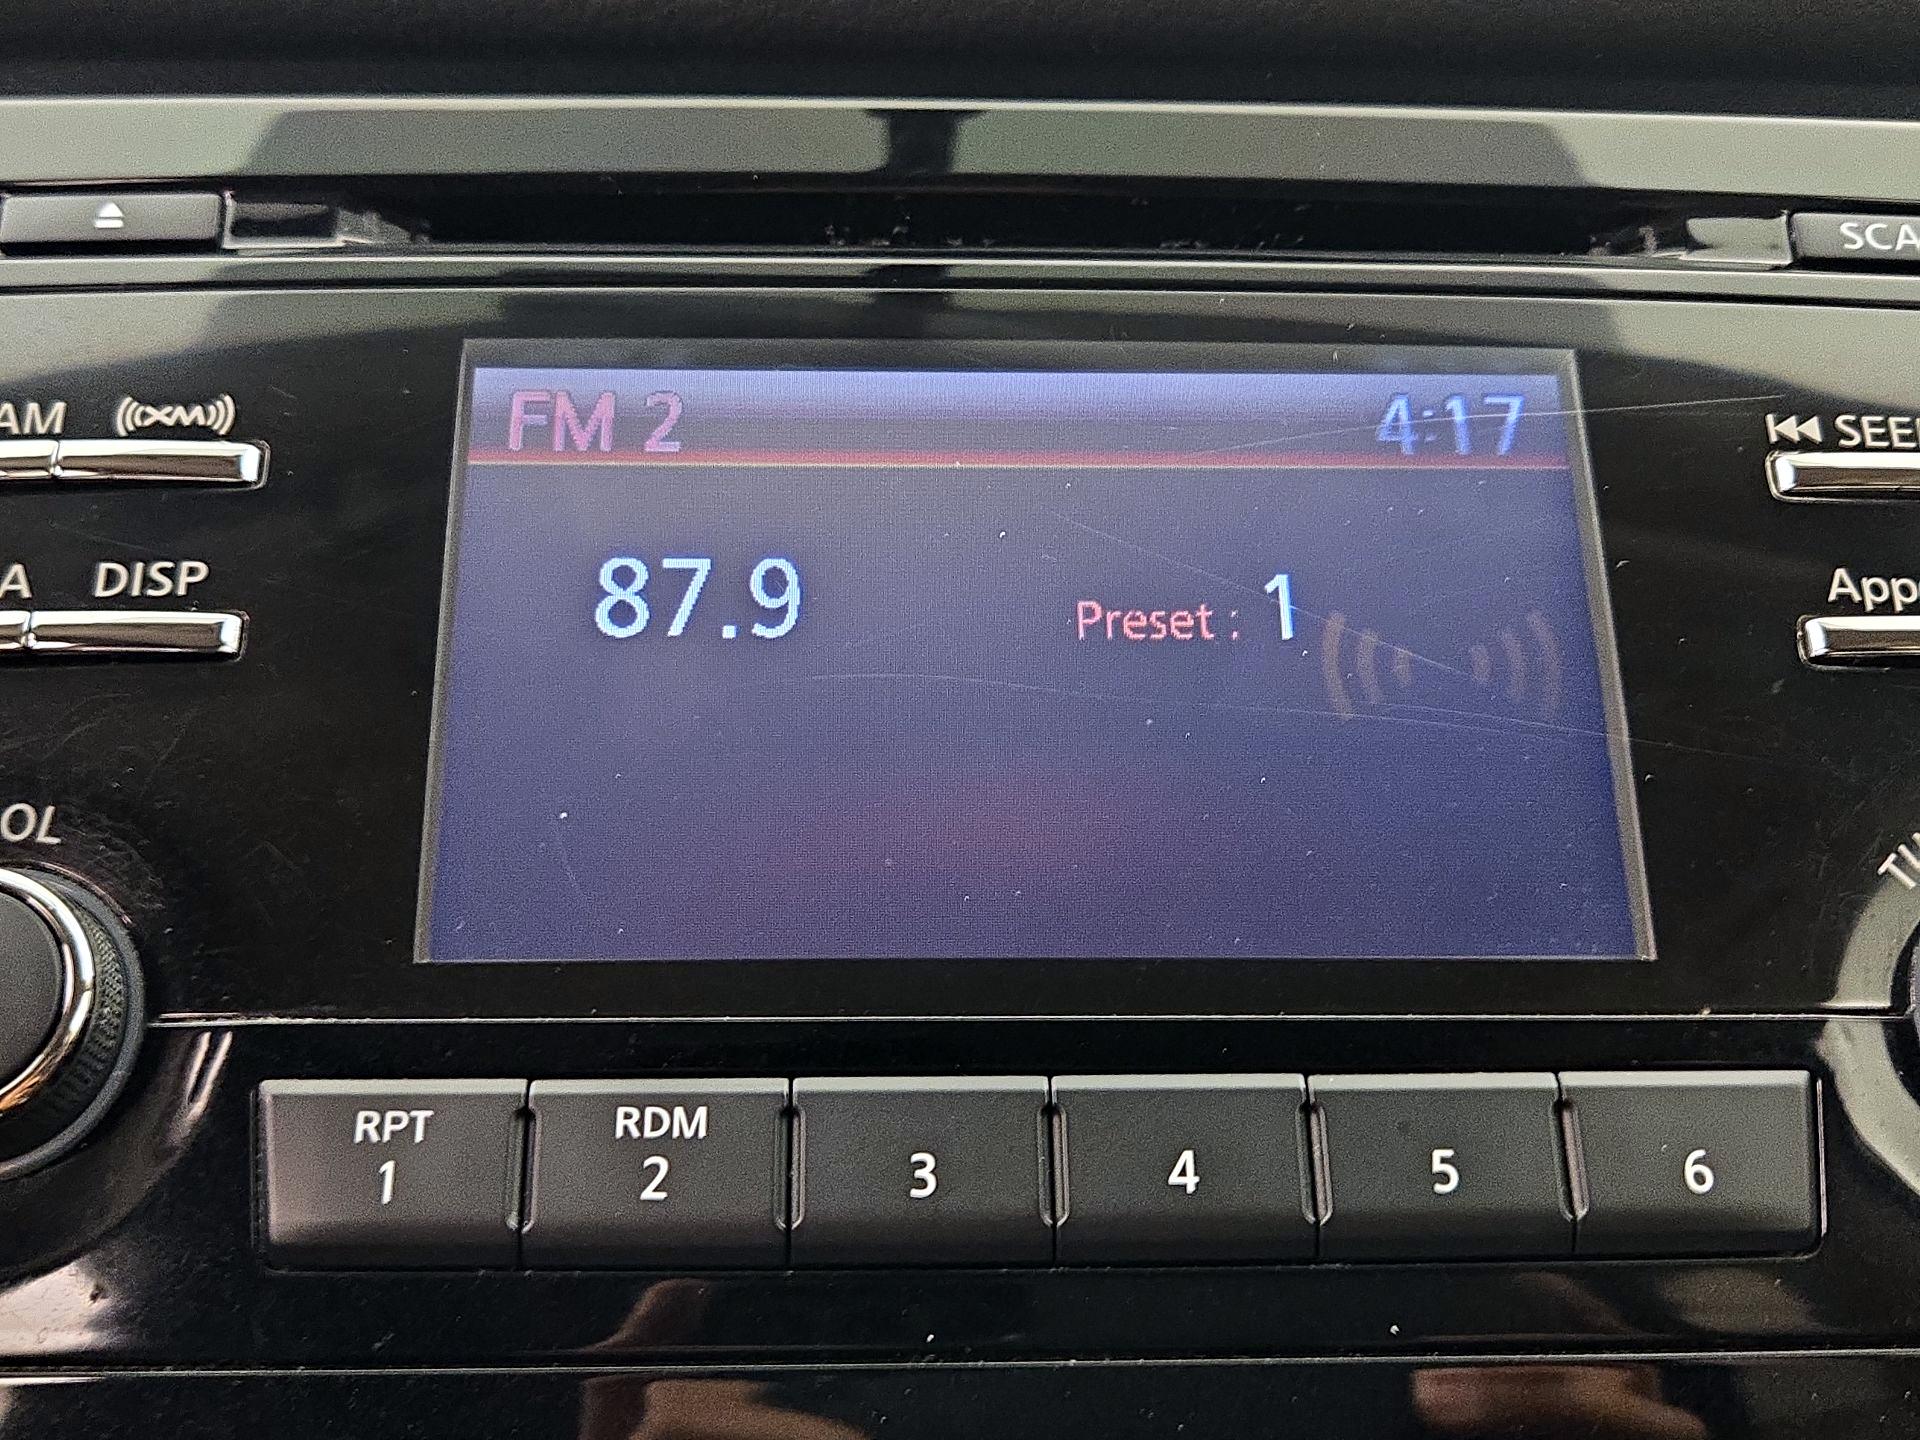 SCA
AM ((XM)) SEE
FM 2 4:17
87.9 Preset : 1
A DISP App
OL
TU
RPT RDM
1 2 3 4 5 6